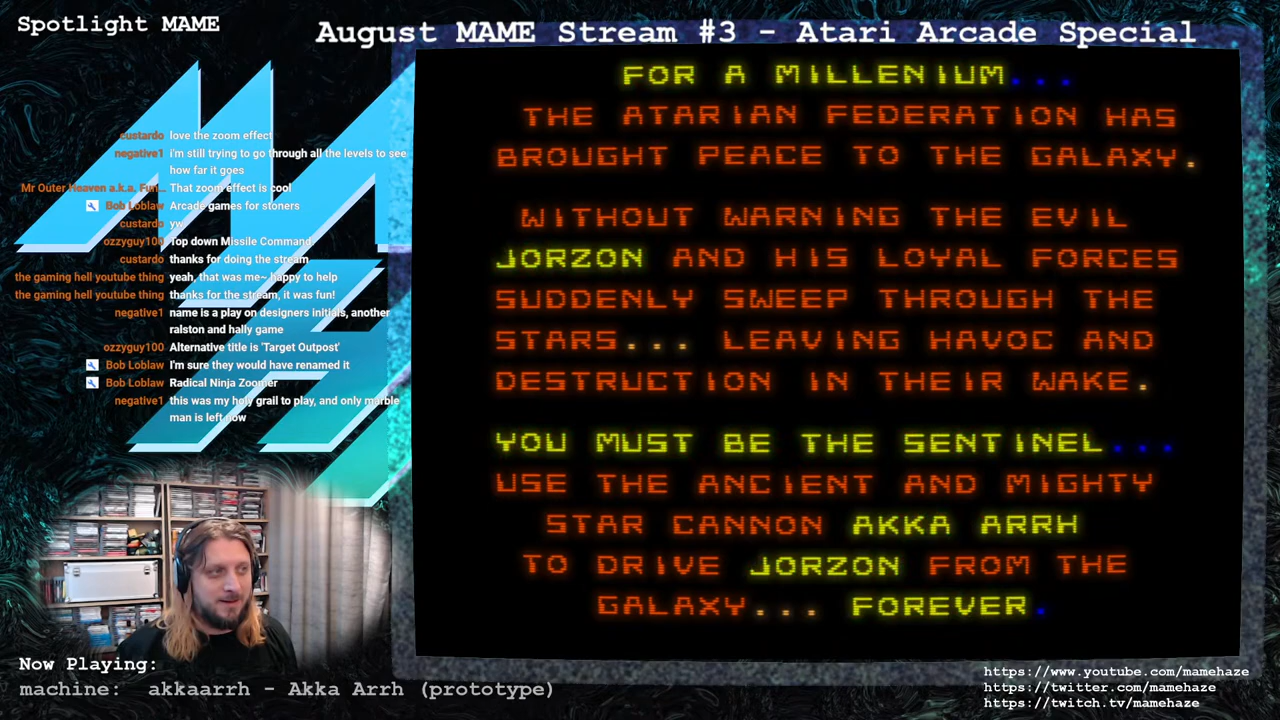 Spotlight MAME
August MAME Stream #3 - Atari Arcade Special
custardo love the zoom effect
negative1 i'm still trying to go through all the levels to see
how far it goes
Mr Outer Heaven a.k.a. That zoom effect is cool
Bob Loblaw Arcade games for stoners
custardo yw
ozzyguy100 Top down Missile Command
custardo thanks for doing the stream
the gaming hell youtube thing yeah, that was me~ happy to help
the gaming hell youtube thing thanks for the stream, it was fun!
negative1 name is a play on designers initials, another
ralston and hally game
ozzyguy100 Alternative title is 'Target Outpost'
Bob Loblaw I'm sure they would have renamed it
Bob Loblaw Radical Ninja Zoomer
negative1 this was my holy grail to play, and only marble
man is left now
FOR A MILLENIUM...
THE ATARIAN FEDERATION HAS
BROUGHT PEACE TO THE GALAXY.
WITHOUT WARNING THE EVIL
JORZON AND HIS LOYAL FORCES
SUDDENLY SWEEP THROUGH THE
STARS... LEAVING HAVOC AND
DESTRUCTION IN THEIR WAKE.
YOU MUST BE THE SENTINEL...
USE THE ANCIENT AND MIGHTY
STAR CANNON AKKA ARRH
TO DRIVE JORZON FROM THE
GALAXY... FOREVER.
Now Playing:
machine: akkaarrh - Akka Arrh (prototype)
https://www.youtube.com/mamehaze
https://twitter.com/mamehaze
https://twitch.tv/mamehaze